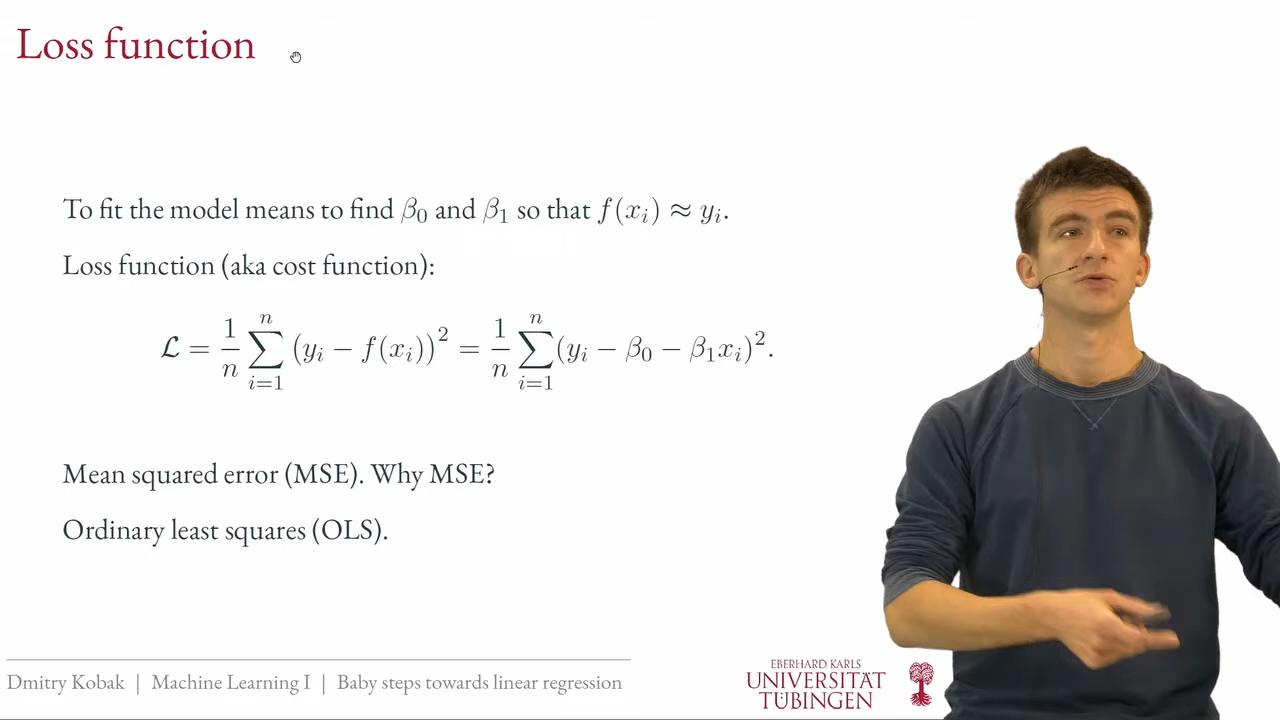 Loss function
To fit the model means to find β₀ and β₁ so that f(xᵢ) ≈ yᵢ.
Loss function (aka cost function):
ℒ = 1/n ∑ᵢ₌₁ⁿ (yᵢ − f(xᵢ))² = 1/n ∑ᵢ₌₁ⁿ (yᵢ − β₀ − β₁xᵢ)².
Mean squared error (MSE). Why MSE?
Ordinary least squares (OLS).
Dmitry Kobak | Machine Learning I | Baby steps towards linear regression
EBERHARD KARLS
UNIVERSITÄT
TÜBINGEN